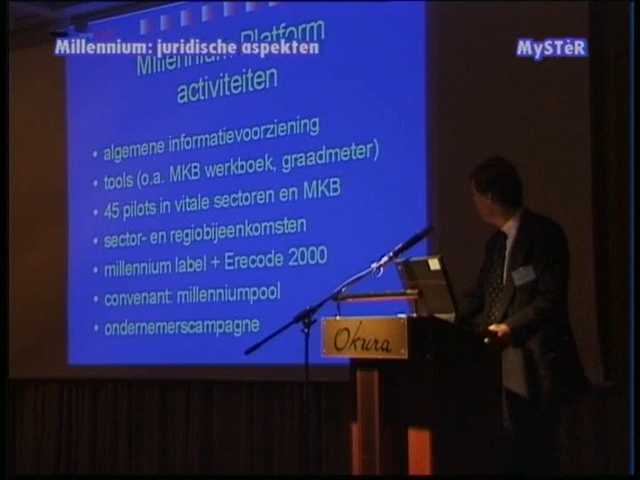 Millennium: juridische aspekten
MySTèR
Millennium Platform
activiteiten
• algemene informatievoorziening
• tools (o.a. MKB werkboek, graadmeter)
• 45 pilots in vitale sectoren en MKB
• sector- en regiobijeenkomsten
• millennium label + Erecode 2000
• convenant: millenniumpool
• ondernemerscampagne
Okura